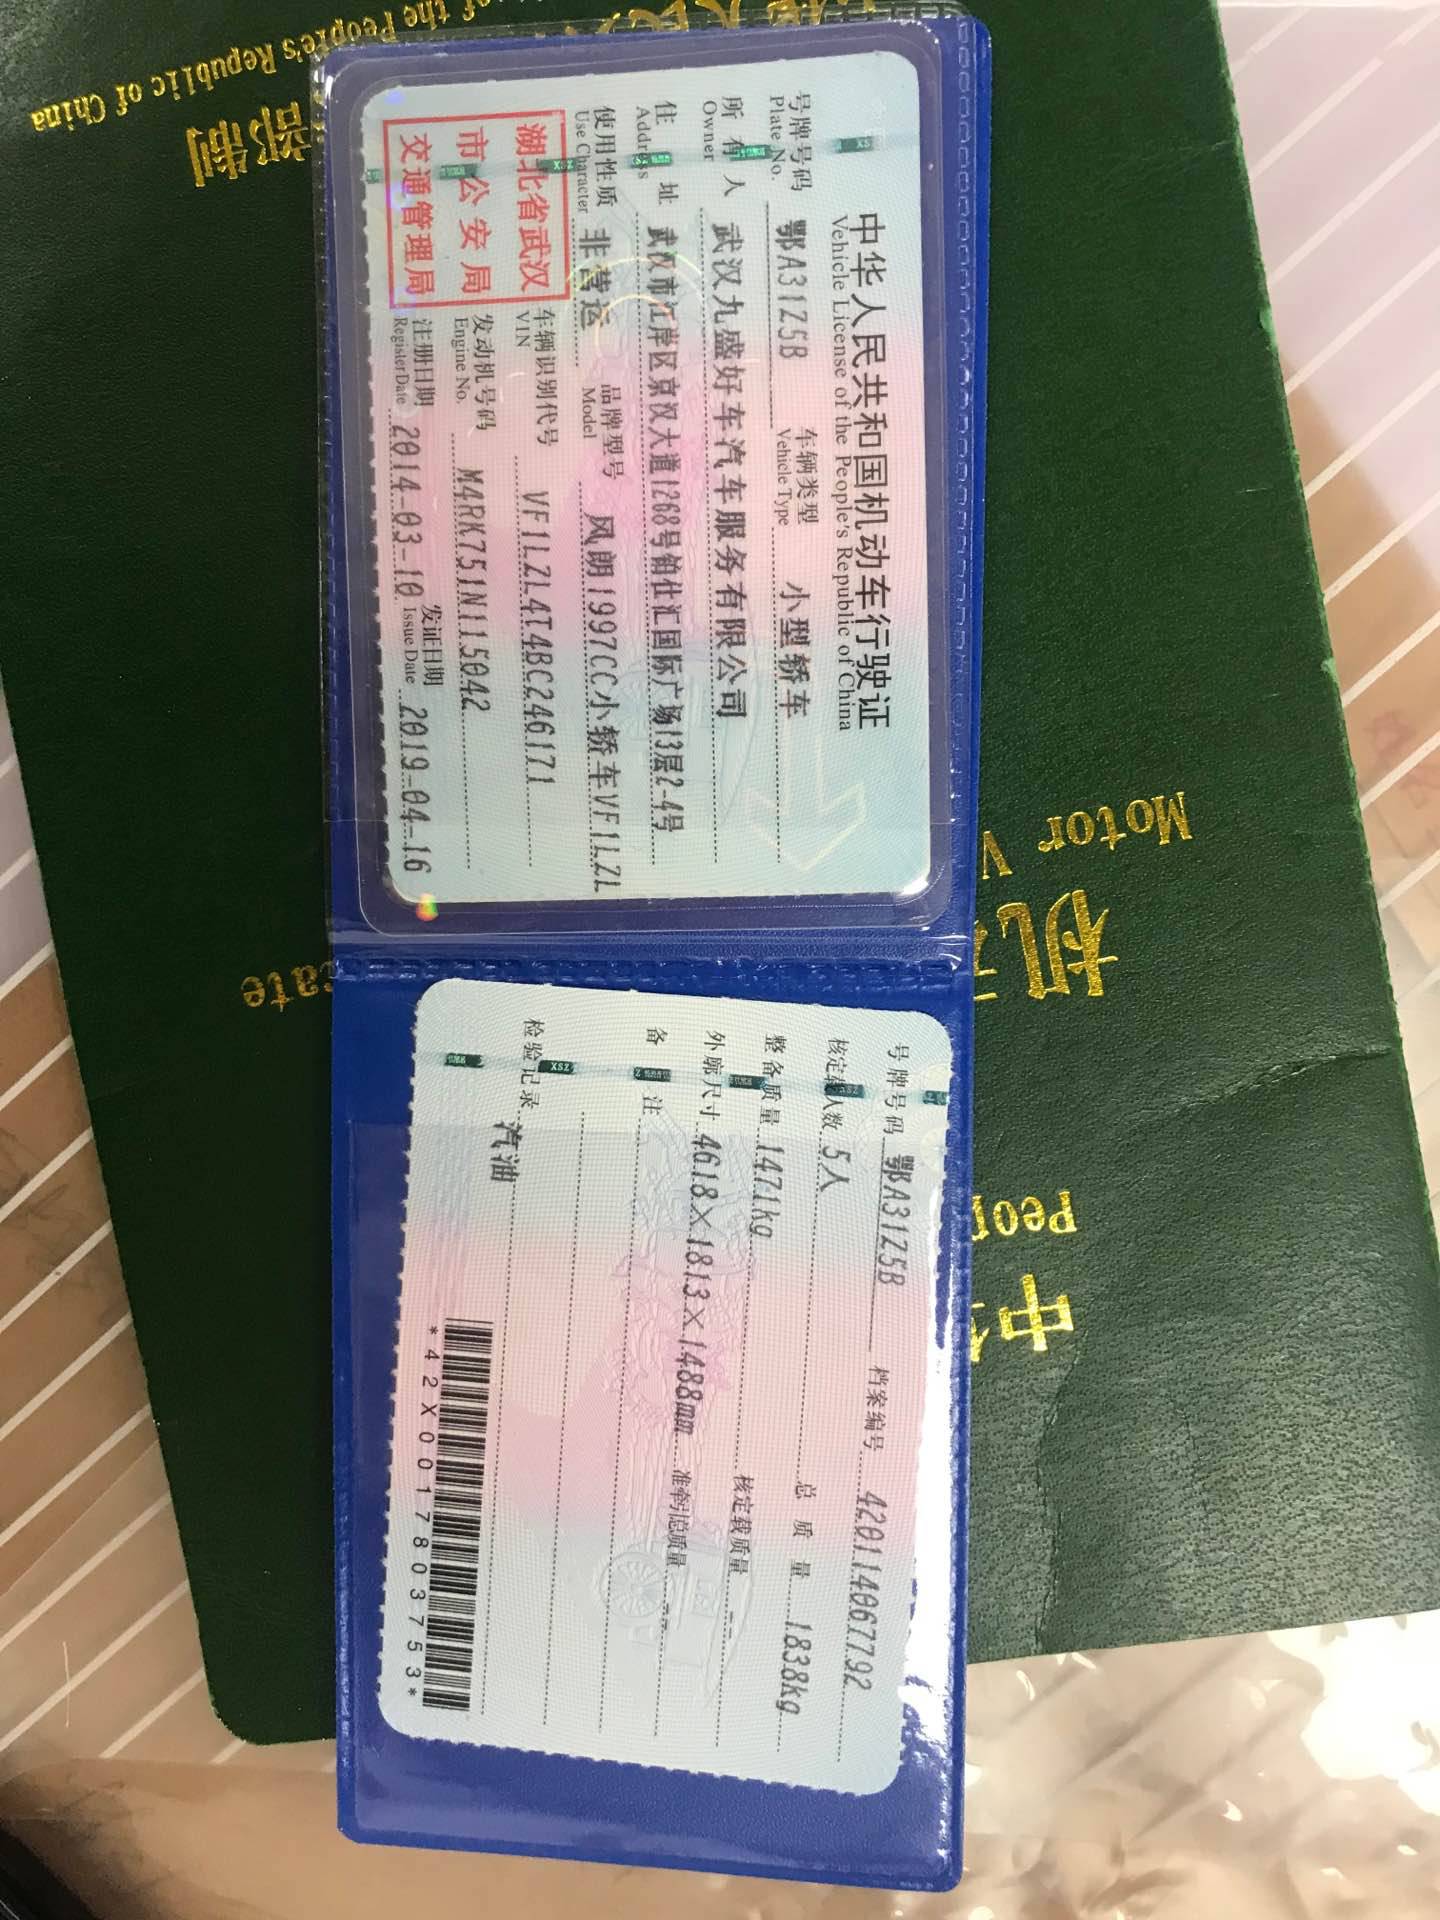 中华人民共和国机动车行驶证
Vehicle License of the People's Republic of China
号牌号码 鄂A31Z5B 车辆类型 小型轿车
Plate No. Vehicle Type
所有人 武汉九盛好车汽车服务有限公司
Owner
住址 武汉市江岸区京汉大道1268号铂仕汇国际广场13层2-4号
Address
使用性质 非营运 品牌型号 风朗1997CC小轿车VF1LZL
Use Character Model
湖北省武汉
市公安局
交通管理局
车辆识别代号 VF1LZL4T4BC246171
VIN
发动机号码 M4RK751N115042
Engine No.
注册日期 2014-03-10 发证日期 2019-04-16
Register Date Issue Date
号牌号码 鄂A31Z5B 档案编号 420114067792
核定载人数 5人 总质量 1838kg
整备质量 1471kg 核定载质量 --
外廓尺寸 4618×1813×1488mm 准牵引总质量 --
备注
检验记录 汽油
*42X0017803753*
of the People's Republic of China
部制
Motor V
机
cate
Peop
中